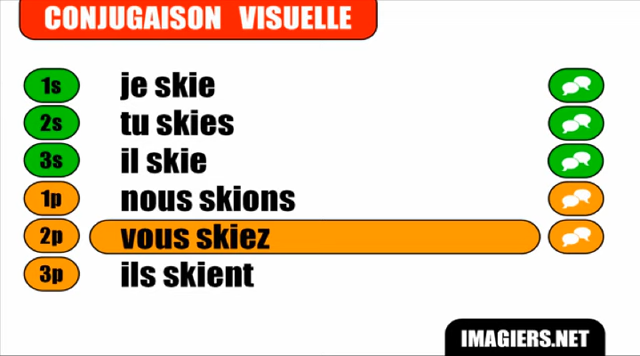 CONJUGAISON VISUELLE
1s je skie
2s tu skies
3s il skie
1p nous skions
2p vous skiez
3p ils skient
IMAGIERS.NET